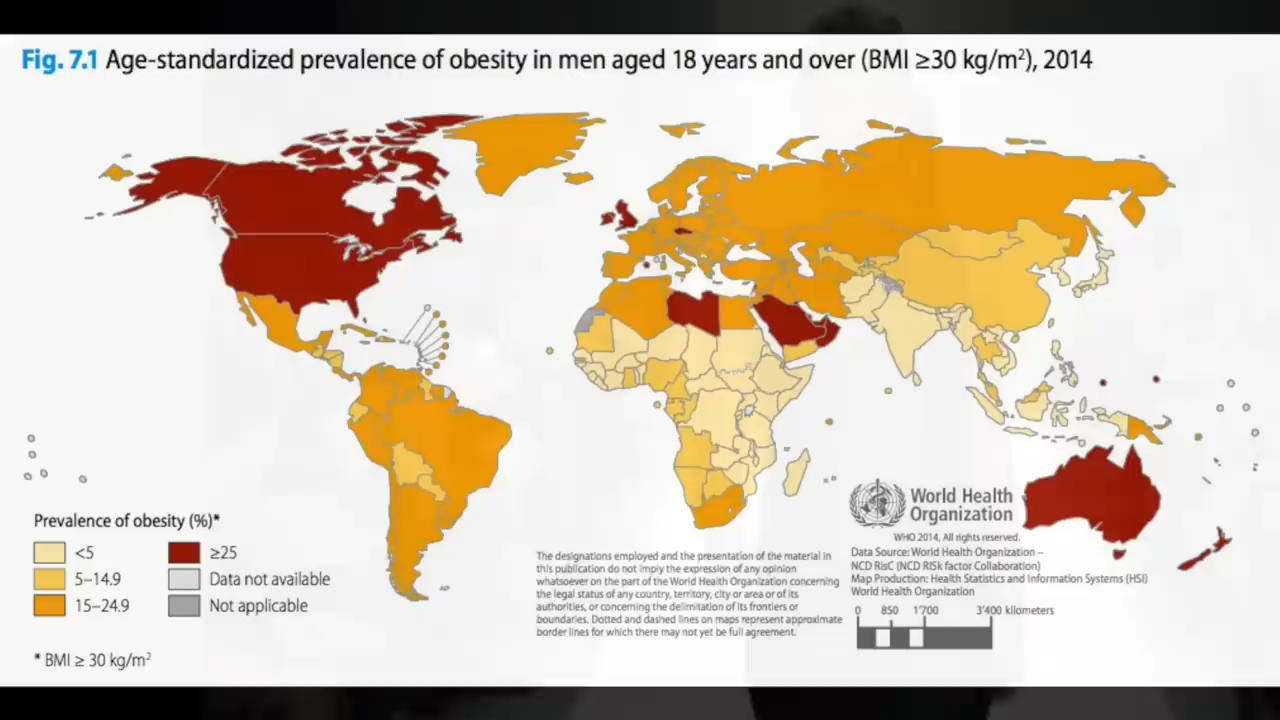 Fig. 7.1 Age-standardized prevalence of obesity in men aged 18 years and over (BMI ≥30 kg/m²), 2014
Prevalence of obesity (%)*
<5
5–14.9
15–24.9
≥25
Data not available
Not applicable
* BMI ≥ 30 kg/m²
The designations employed and the presentation of the material in
this publication do not imply the expression of any opinion
whatsoever on the part of the World Health Organization concerning
the legal status of any country, territory, city or area or of its
authorities, or concerning the delimitation of its frontiers or
boundaries. Dotted and dashed lines on maps represent approximate
border lines for which there may not yet be full agreement.
World Health
Organization
WHO 2014, All rights reserved.
Data Source: World Health Organization –
NCD RisC (NCD RISk factor Collaboration)
Map Production: Health Statistics and Information Systems (HSI)
World Health Organization
0 850 1'700 3'400 kilometers